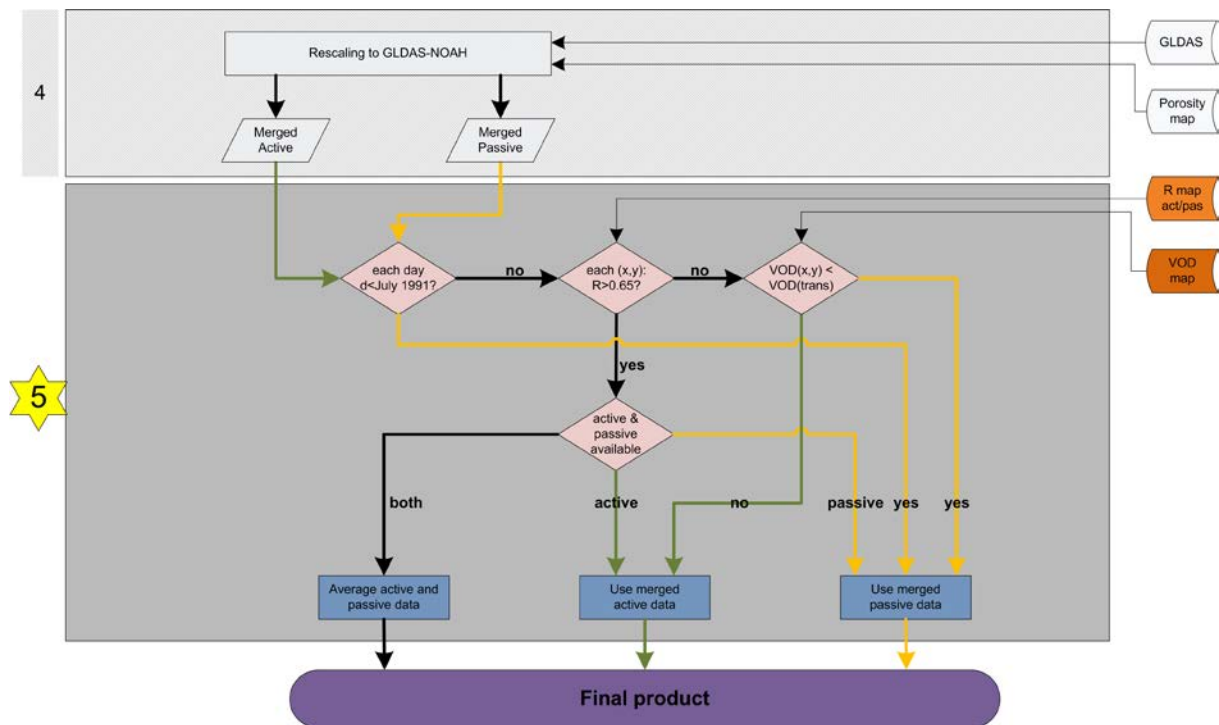 GLDAS
Rescaling to GLDAS-NOAH
4
Porosity
map
Merged
Active
Merged
Passive
R map
act/pas
each day
d<July 1991?
no
each (x,y):
R>0.65?
no
VOD(x,y) <
VOD(trans)
VOD
map
yes
5
active &
passive
available
both
active
no
passive
yes
yes
Average active and
passive data
Use merged
active data
Use merged
passive data
Final product